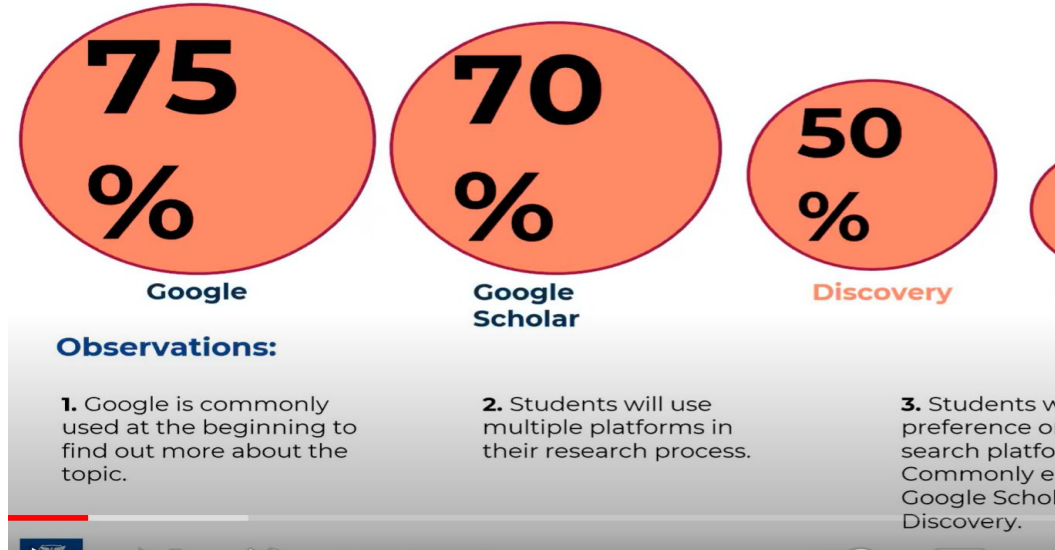 75
%
70
%
50
%
Google
Google
Scholar
Discovery
Observations:
1. Google is commonly
used at the beginning to
find out more about the
topic.
2. Students will use
multiple platforms in
their research process.
3. Students
preference
search
Commonly
Google
Discovery.